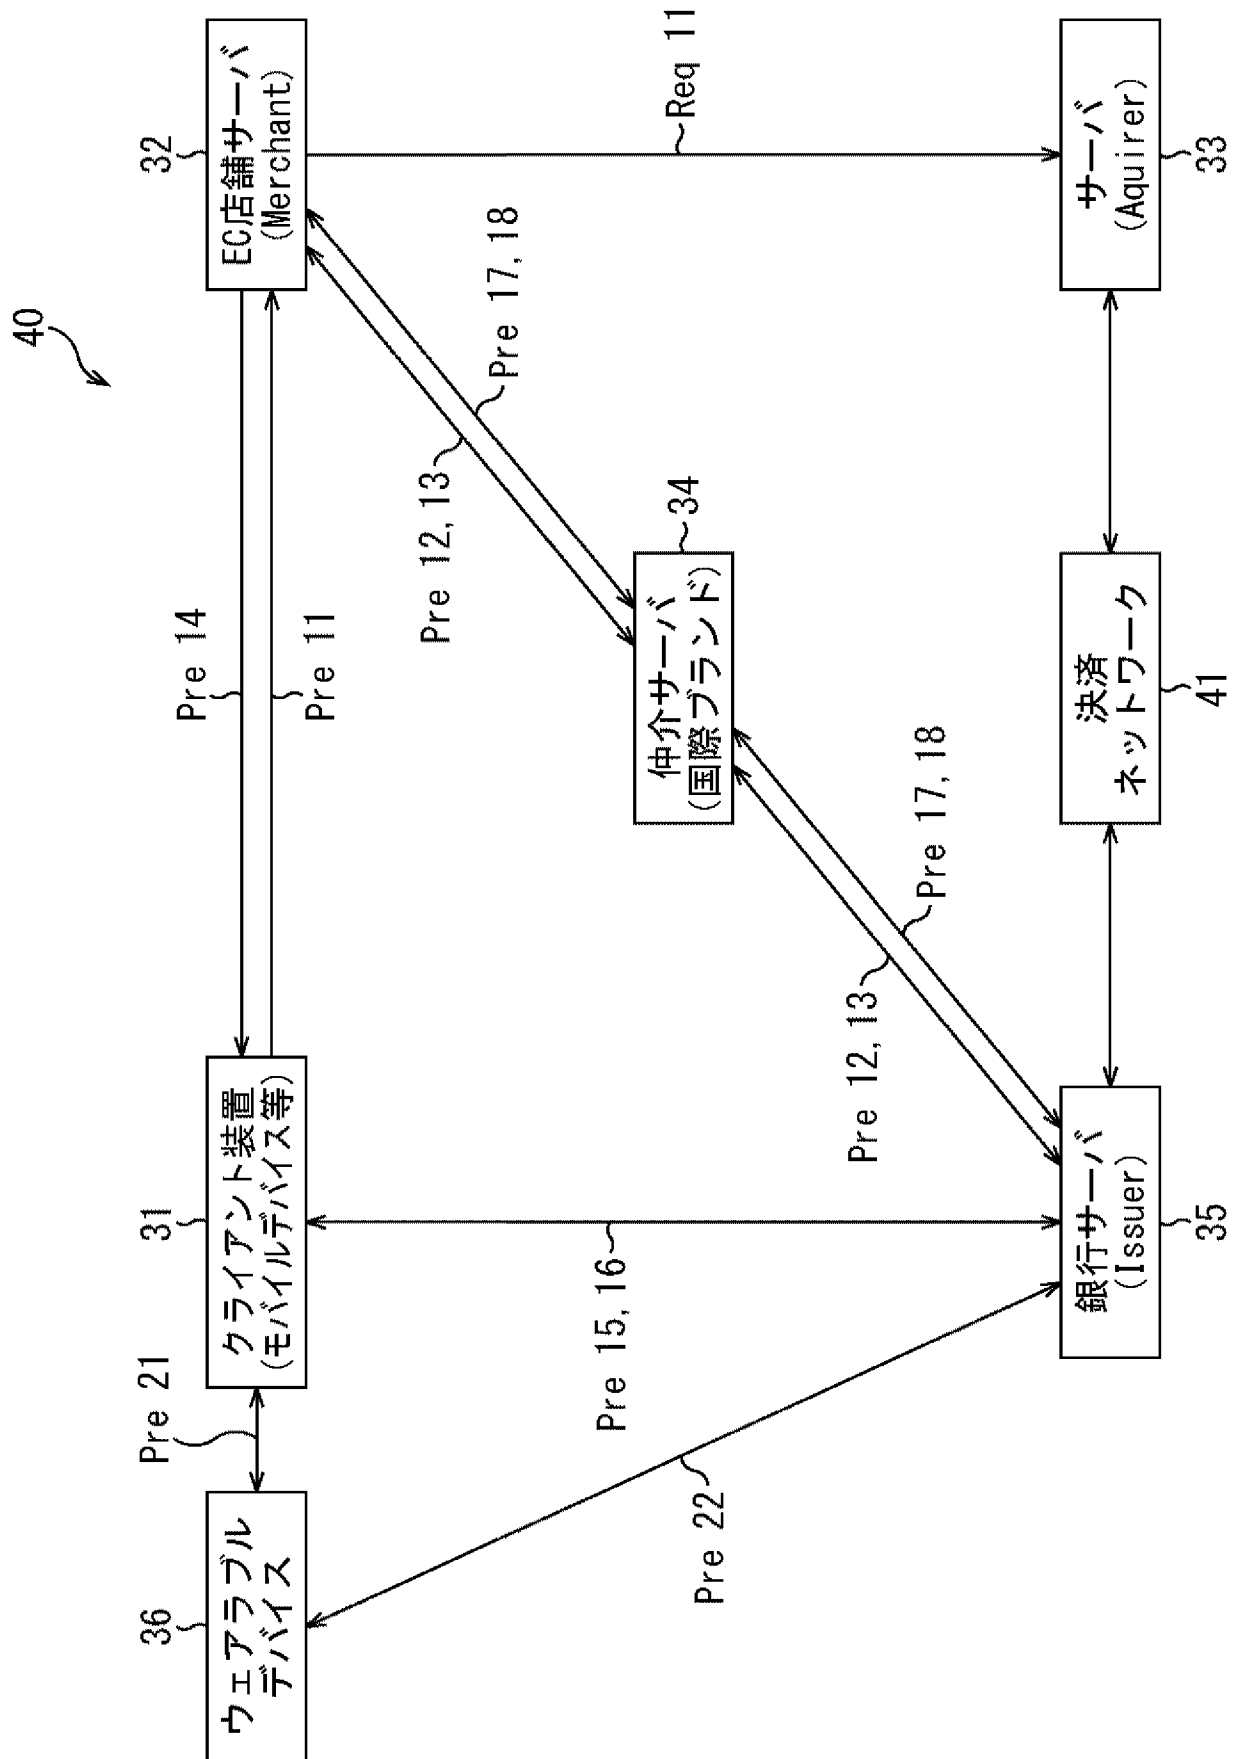 40
36
ウェアラブル
デバイス
Pre 21
31
クライアント装置
(モバイルデバイス等)
Pre 14
Pre 11
32
EC店舗サーバ
(Merchant)
Pre 22
Pre 15, 16
Pre 12, 13
Pre 17, 18
34
仲介サーバ
(国際ブランド)
Pre 12, 13
Pre 17, 18
Req 11
銀行サーバ
(Issuer)
35
決済
ネットワーク
41
サーバ
(Aquirer)
33